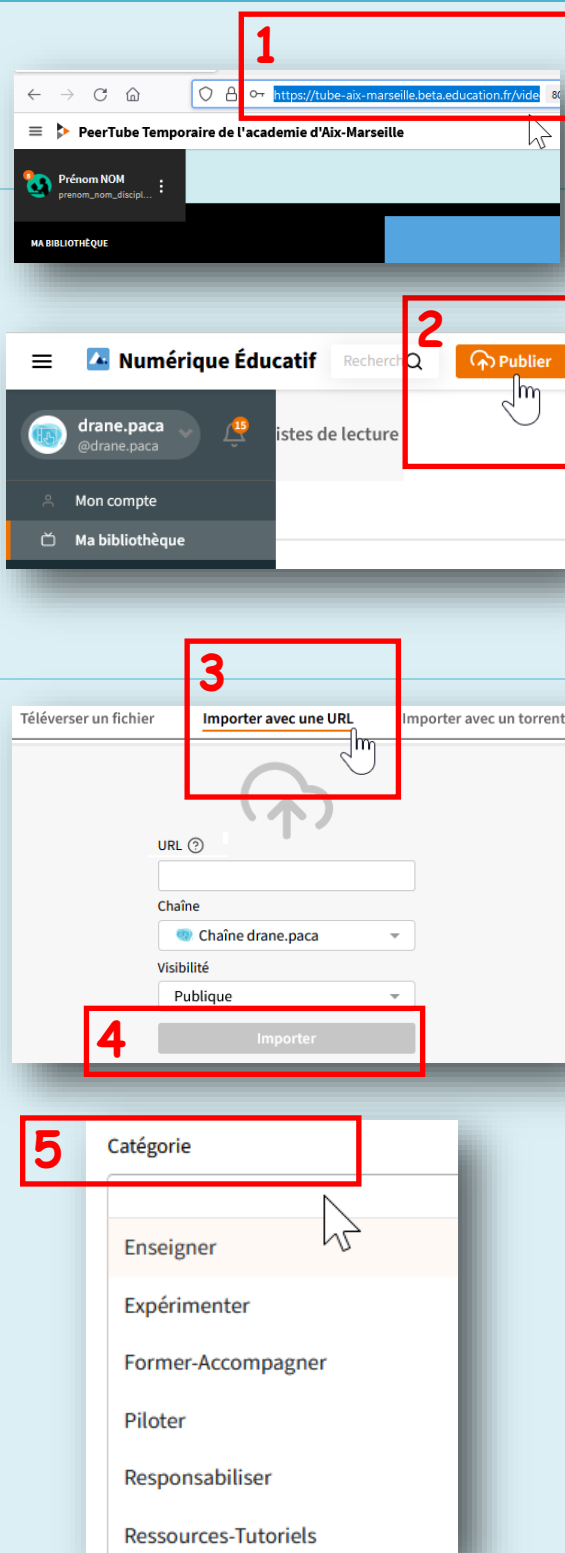 1
https://tube-aix-marseille.beta.education.fr/vide 80
PeerTube Temporaire de l'academie d'Aix-Marseille
8
Prénom NOM
prenom_nom_discipl...
MA BIBLIOTHÈQUE
2
Numérique Éducatif Recherch Publier
drane.paca 15
@drane.paca
istes de lecture
Mon compte
Ma bibliothèque
3
Téléverser un fichier Importer avec une URL Importer avec un torrent
URL ?
Chaîne
Chaîne drane.paca
Visibilité
Publique
4 Importer
5 Catégorie
Enseigner
Expérimenter
Former-Accompagner
Piloter
Responsabiliser
Ressources-Tutoriels